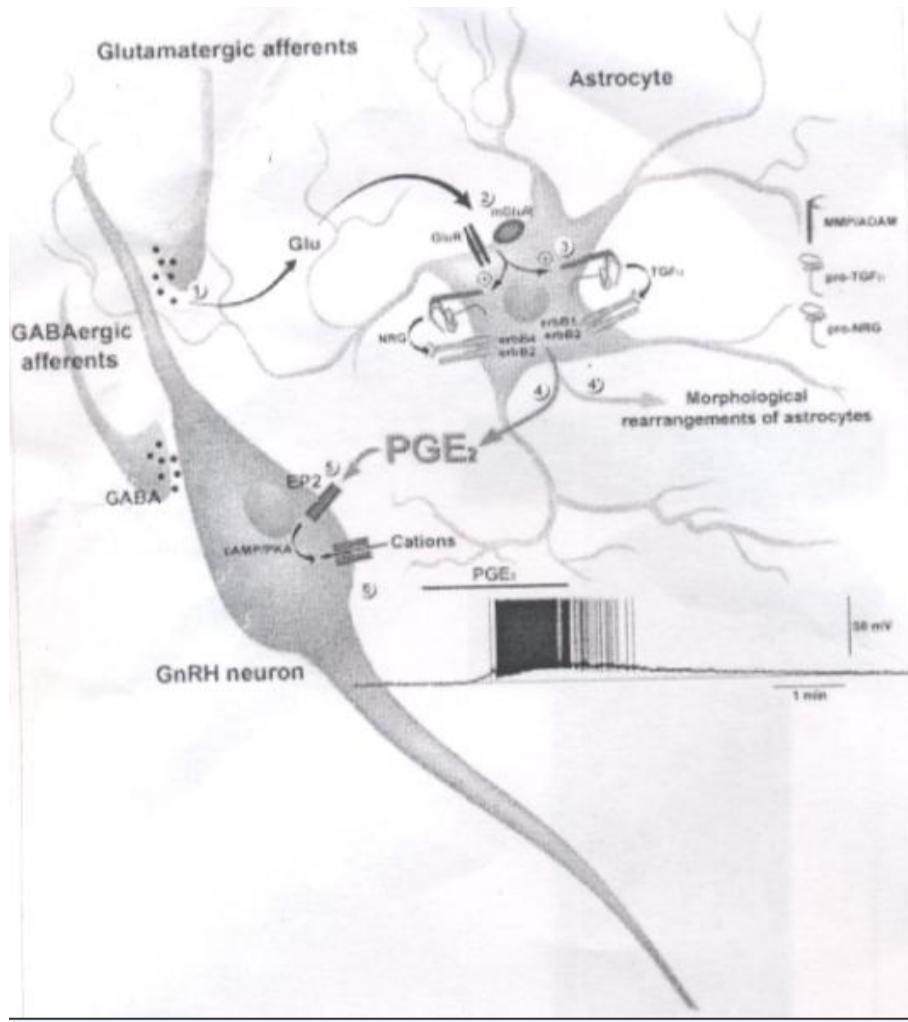 Glutamatergic afferents
Astrocyte
2)
mGluR
GluR
Glu
1)
3)
MMP/ADAM
TGFα
pro-TGFα
GABAergic
afferents
NRG
erbB1
erbB2
erbB4
erbB2
pro-NRG
4)
4')
Morphological
rearrangements of astrocytes
PGE₂
5)
EP2
GABA
cAMP/PKA
Cations
5)
PGE₂
50 mV
GnRH neuron
1 min